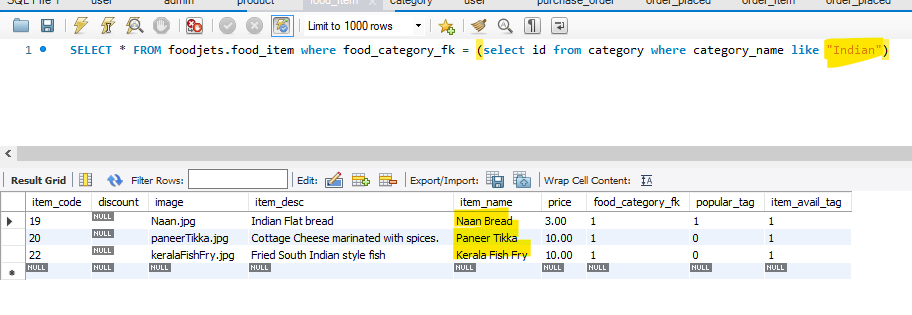 SQL File 1 user admin product food_item category user purchase_order order_placed order_item order_placed
Limit to 1000 rows
1 SELECT * FROM foodjets.food_item where food_category_fk = (select id from category where category_name like "Indian")
Result Grid Filter Rows: Edit: Export/Import: Wrap Cell Content: IA
item_code discount image item_desc item_name price food_category_fk popular_tag item_avail_tag
19 NULL Naan.jpg Indian Flat bread Naan Bread 3.00 1 1 1
20 NULL paneerTikka.jpg Cottage Cheese marinated with spices. Paneer Tikka 10.00 1 0 1
22 NULL keralaFishFry.jpg Fried South Indian style fish Kerala Fish Fry 10.00 1 0 1
NULL NULL NULL NULL NULL NULL NULL NULL NULL